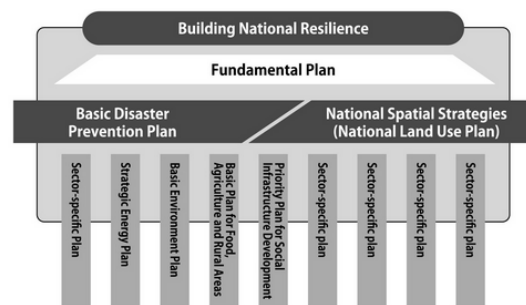 Building National Resilience
Fundamental Plan
Basic Disaster
Prevention Plan
National Spatial Strategies
(National Land Use Plan)
Sector-specific Plan
Strategic Energy Plan
Basic Environment Plan
Basic Plan for Food,
Agriculture and Rural Areas
Priority Plan for Social
Infrastructure Development
Sector-specific plan
Sector-specific plan
Sector-specific plan
Sector-specific plan